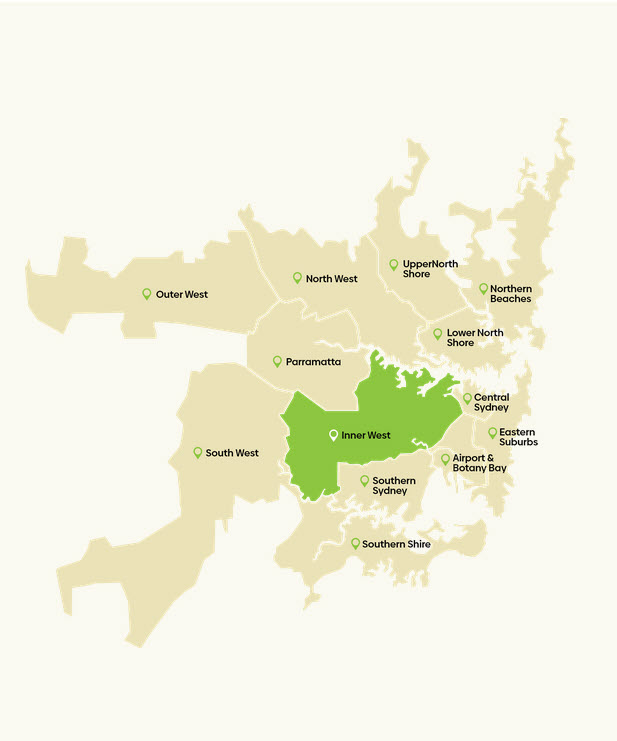 UpperNorth
Shore
North West
Northern
Beaches
Outer West
Lower North
Shore
Parramatta
Central
Sydney
Inner West
Eastern
Suburbs
South West
Airport &
Botany Bay
Southern
Sydney
Southern Shire